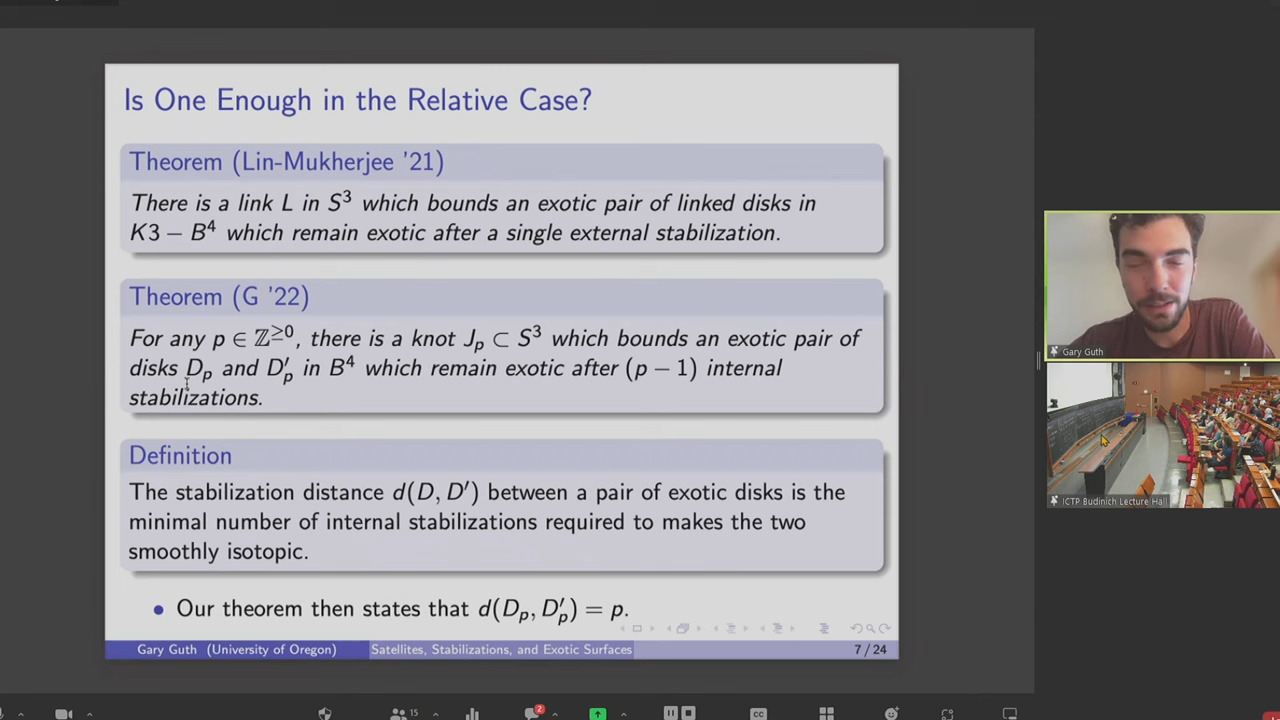 Is One Enough in the Relative Case?
Theorem (Lin-Mukherjee '21)
There is a link L in S³ which bounds an exotic pair of linked disks in
K3 − B⁴ which remain exotic after a single external stabilization.
Theorem (G '22)
For any p ∈ ℤ≥0, there is a knot Jₚ ⊂ S³ which bounds an exotic pair of
disks Dₚ and D′ₚ in B⁴ which remain exotic after (p − 1) internal
stabilizations.
Definition
The stabilization distance d(D, D′) between a pair of exotic disks is the
minimal number of internal stabilizations required to makes the two
smoothly isotopic.
• Our theorem then states that d(Dₚ, D′ₚ) = p.
Gary Guth (University of Oregon) Satellites, Stabilizations, and Exotic Surfaces 7 / 24
Gary Guth
ICTP Budinich Lecture Hall
15 2 CC